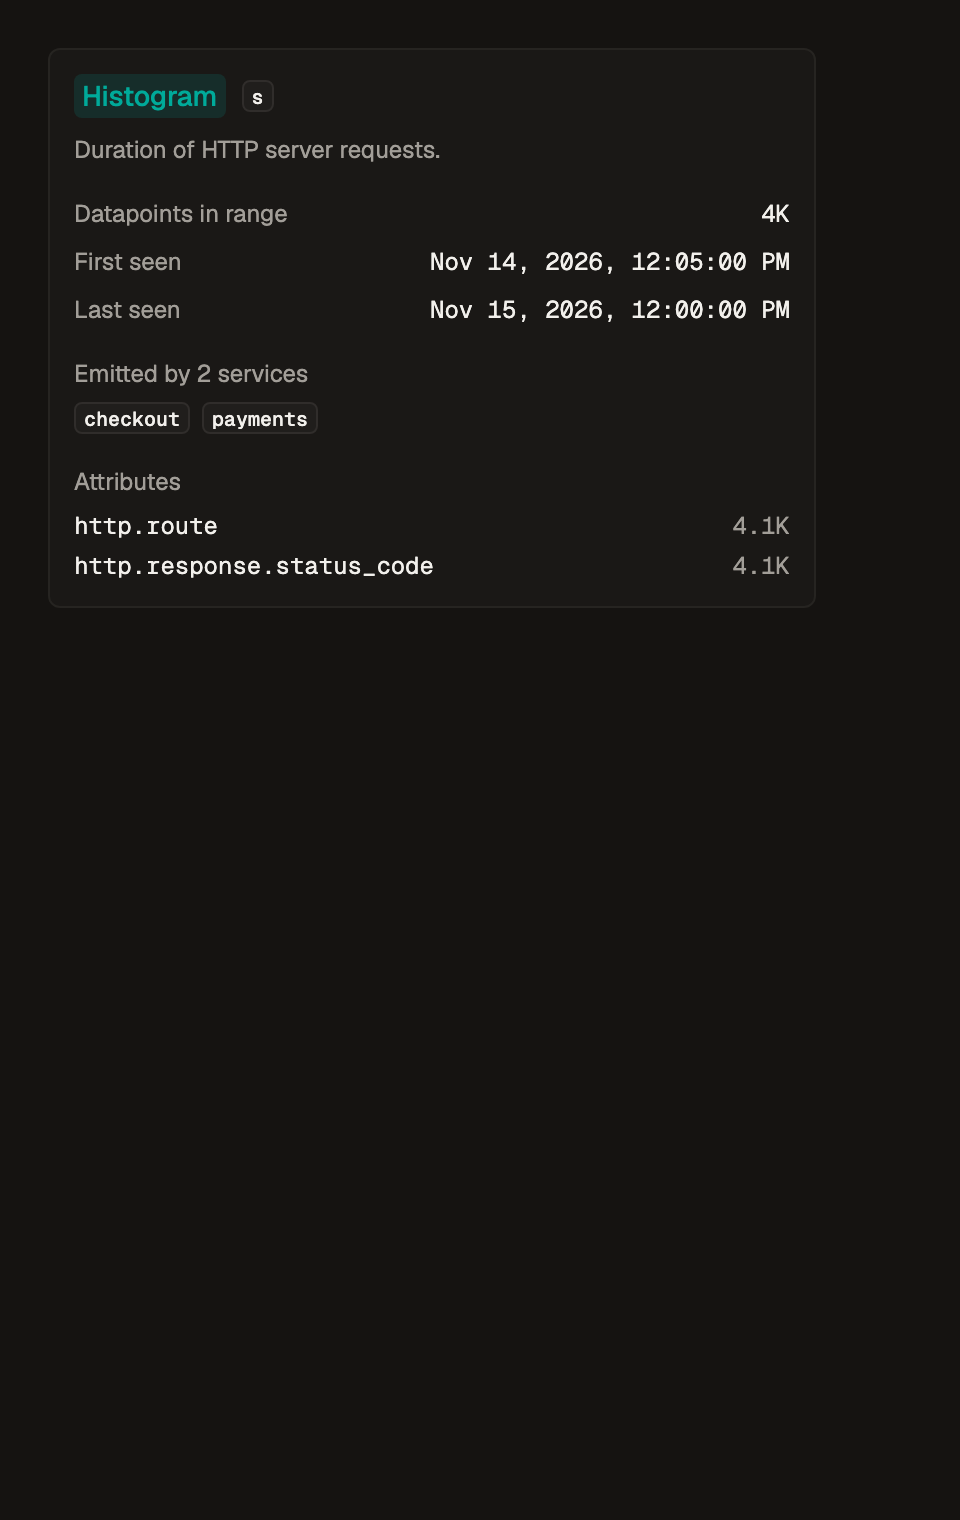 Histogram s
Duration of HTTP server requests.
Datapoints in range 4K
First seen Nov 14, 2026, 12:05:00 PM
Last seen Nov 15, 2026, 12:00:00 PM
Emitted by 2 services
checkout payments
Attributes
http.route 4.1K
http.response.status_code 4.1K